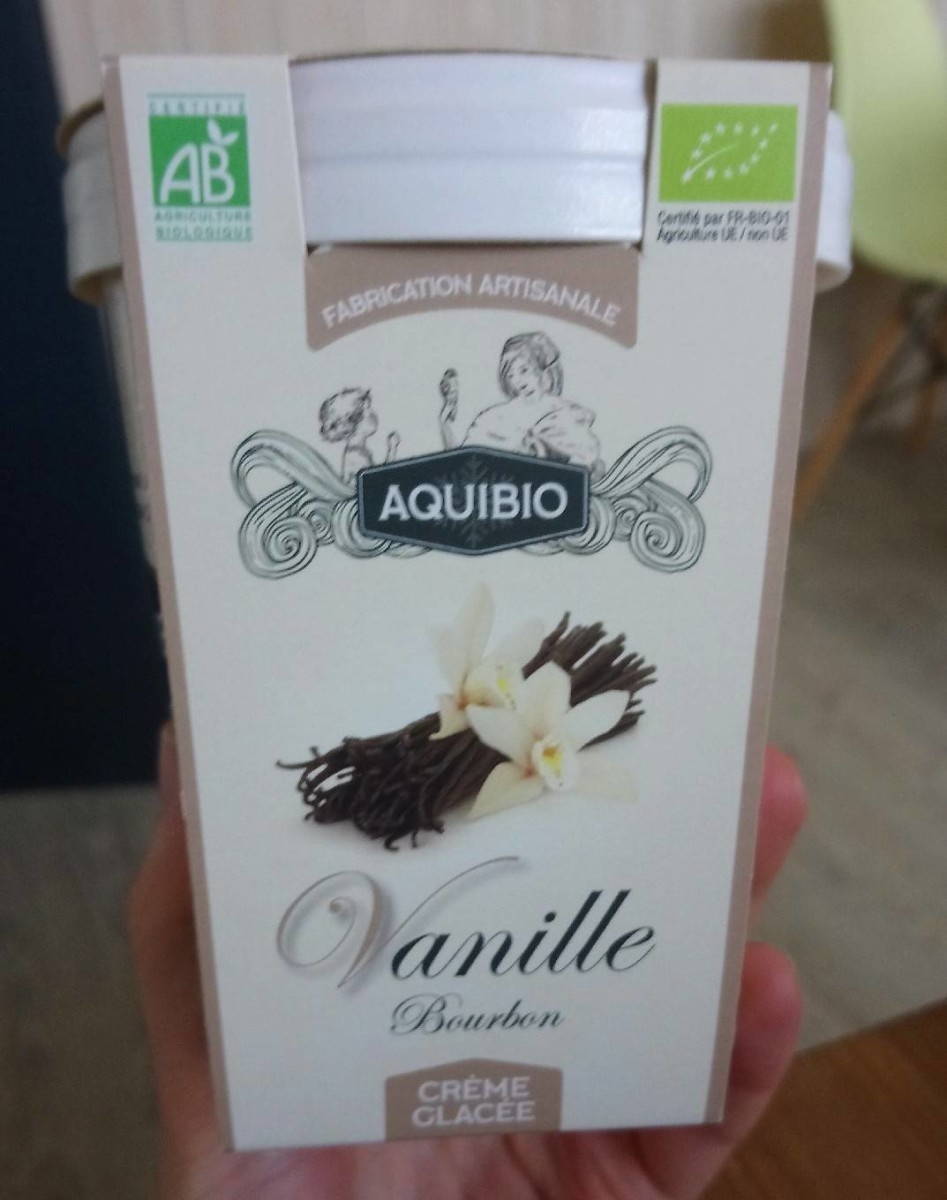 CERTIFIÉ
AB
AGRICULTURE
BIOLOGIQUE
Certifié par FR-BIO-01
Agriculture UE / non UE
FABRICATION ARTISANALE
AQUIBIO
Vanille
Bourbon
CRÈME
GLACÉE